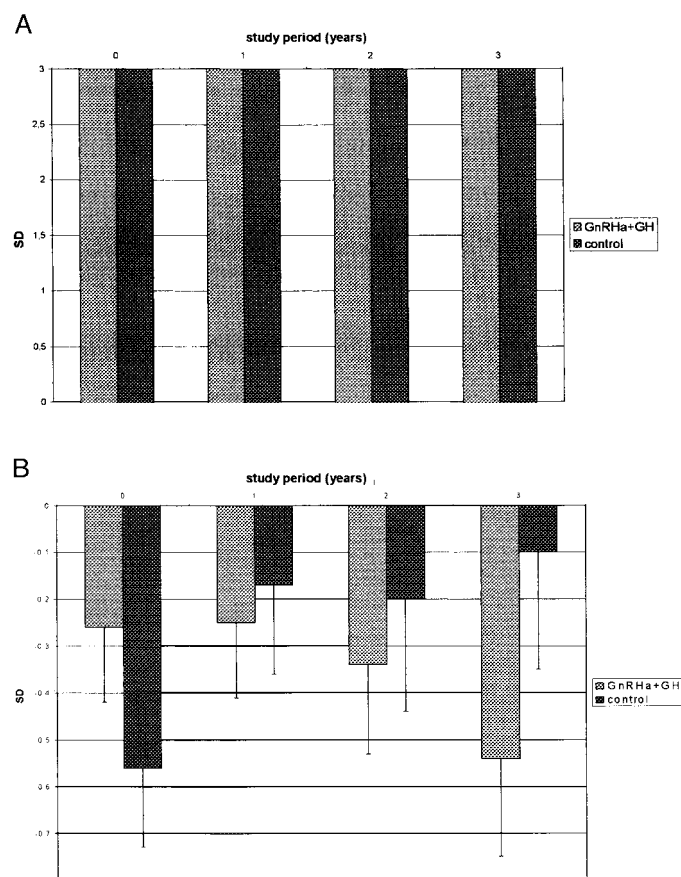 A
study period (years)
0 1 2 3
3
2,5
2
1,5
1
0,5
0
SD
GnRHa+GH
control
B
study period (years)
0 1 2 3
0
-0.1
-0.2
-0.3
-0.4
-0.5
-0.6
-0.7
SD
GnRHa+GH
control